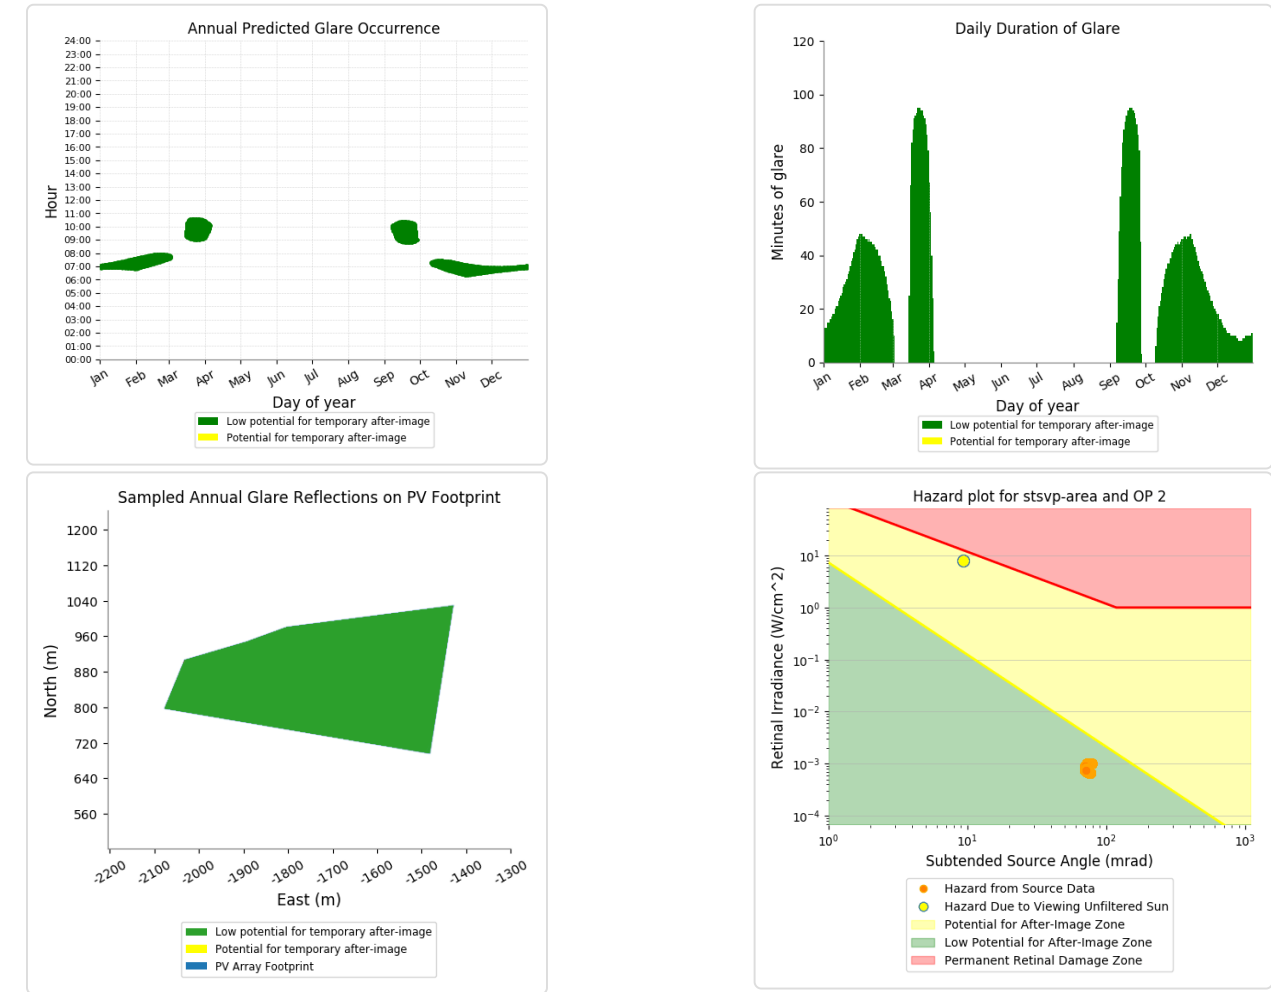 Annual Predicted Glare Occurrence
24:00
23:00
22:00
21:00
20:00
19:00
18:00
17:00
16:00
15:00
14:00
13:00
12:00
11:00
10:00
09:00
08:00
07:00
06:00
05:00
04:00
03:00
02:00
01:00
00:00
Hour
Jan Feb Mar Apr May Jun Jul Aug Sep Oct Nov Dec
Day of year
Low potential for temporary after-image
Potential for temporary after-image
Daily Duration of Glare
120
100
80
60
40
20
0
Minutes of glare
Jan Feb Mar Apr May Jun Jul Aug Sep Oct Nov Dec
Day of year
Low potential for temporary after-image
Potential for temporary after-image
Sampled Annual Glare Reflections on PV Footprint
1200
1120
1040
960
880
800
720
640
560
North (m)
-2200 -2100 -2000 -1900 -1800 -1700 -1600 -1500 -1400 -1300
East (m)
Low potential for temporary after-image
Potential for temporary after-image
PV Array Footprint
Hazard plot for stsvp-area and OP 2
10^1
10^0
10^-1
10^-2
10^-3
10^-4
Retinal Irradiance (W/cm^2)
10^0 10^1 10^2 10^3
Subtended Source Angle (mrad)
Hazard from Source Data
Hazard Due to Viewing Unfiltered Sun
Potential for After-Image Zone
Low Potential for After-Image Zone
Permanent Retinal Damage Zone